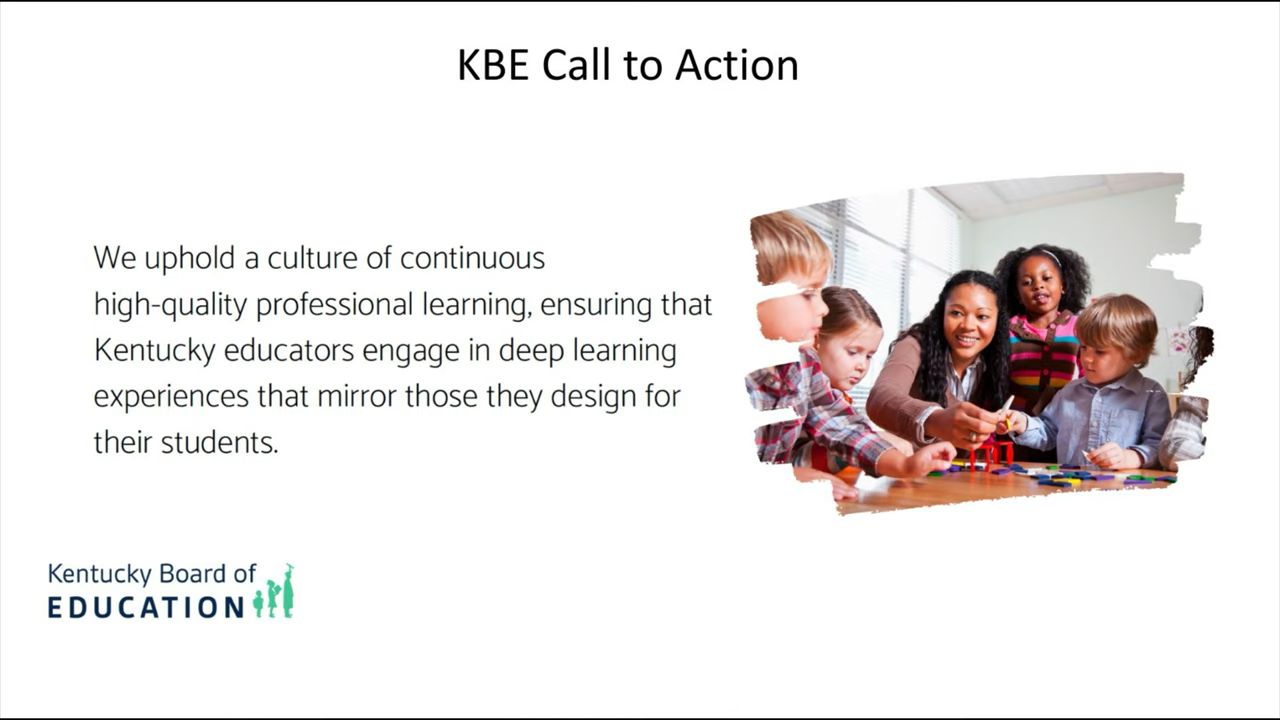 KBE Call to Action
We uphold a culture of continuous
high-quality professional learning, ensuring that
Kentucky educators engage in deep learning
experiences that mirror those they design for
their students.
Kentucky Board of
EDUCATION